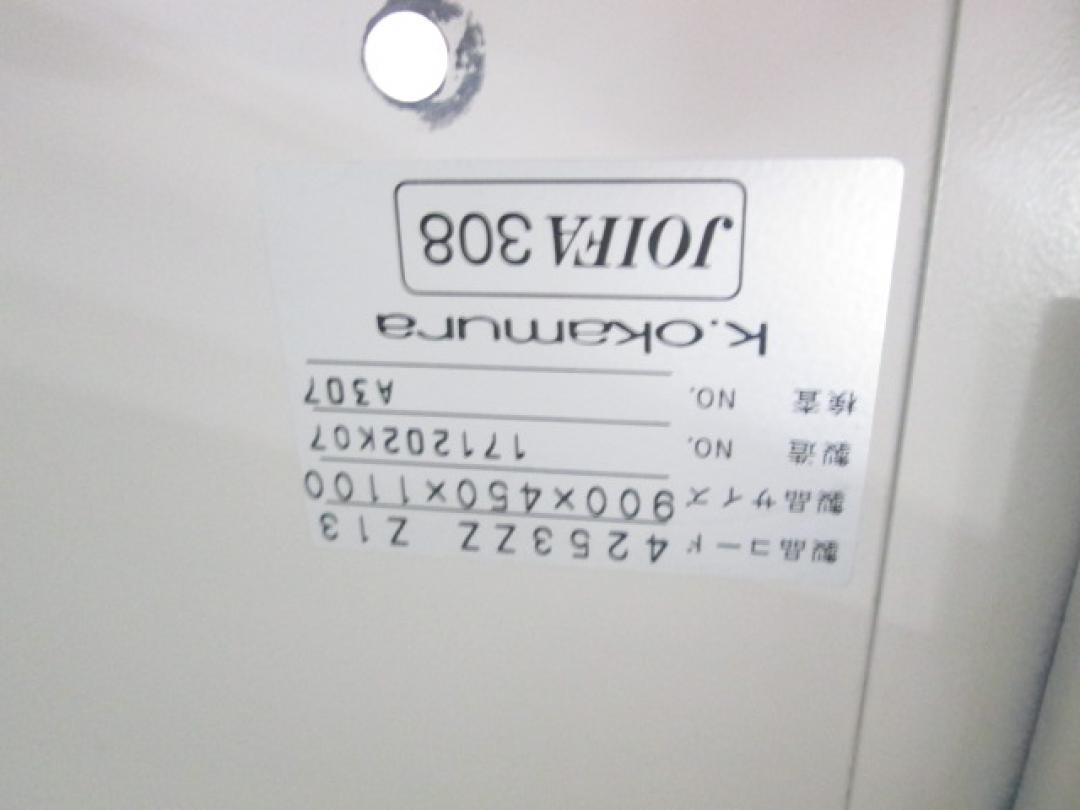 製品コード 4253ZZ Z13
製品サイズ 900×450×1100
製造 NO. 171202K07
検査 NO. A307
K.okamura
JOIFA 308